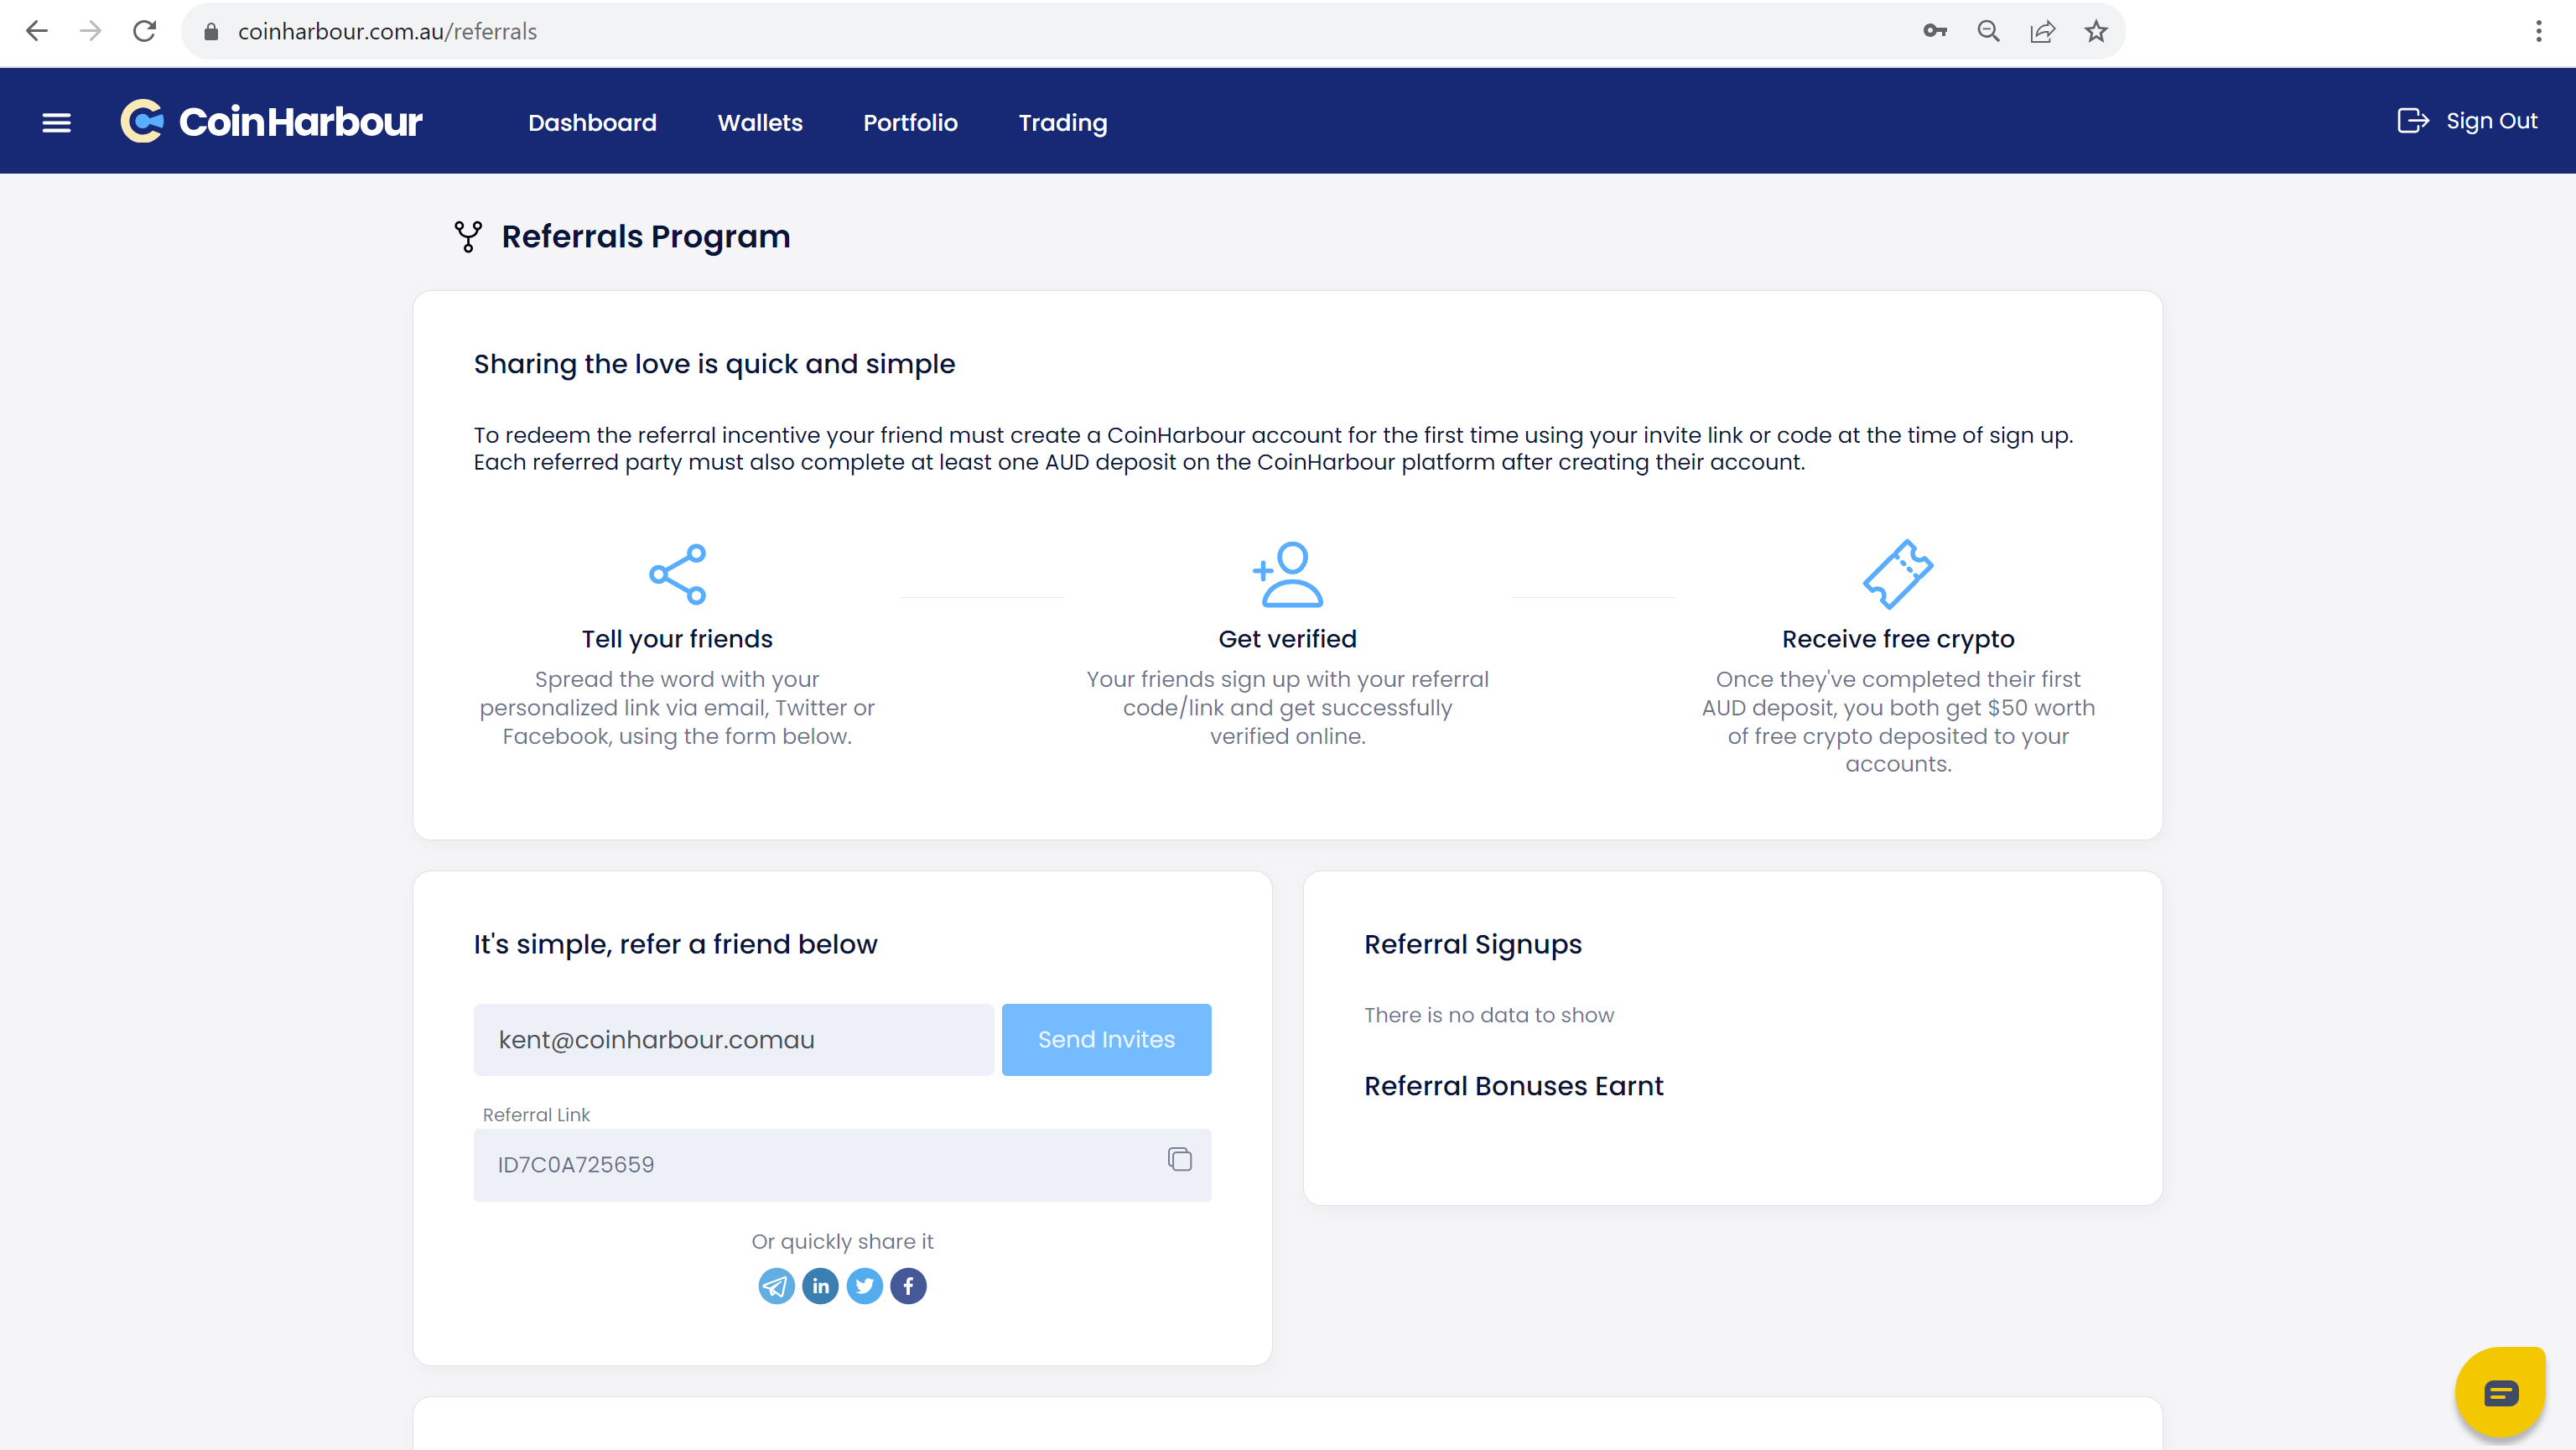 coinharbour.com.au/referrals
CoinHarbour
Dashboard
Wallets
Portfolio
Trading
Sign Out
Referrals Program
Sharing the love is quick and simple
To redeem the referral incentive your friend must create a CoinHarbour account for the first time using your invite link or code at the time of sign up.
Each referred party must also complete at least one AUD deposit on the CoinHarbour platform after creating their account.
Tell your friends
Spread the word with your
personalized link via email, Twitter or
Facebook, using the form below.
Get verified
Your friends sign up with your referral
code/link and get successfully
verified online.
Receive free crypto
Once they've completed their first
AUD deposit, you both get $50 worth
of free crypto deposited to your
accounts.
It's simple, refer a friend below
kent@coinharbour.comau
Send Invites
Referral Link
ID7C0A725659
Or quickly share it
in
f
Referral Signups
There is no data to show
Referral Bonuses Earnt